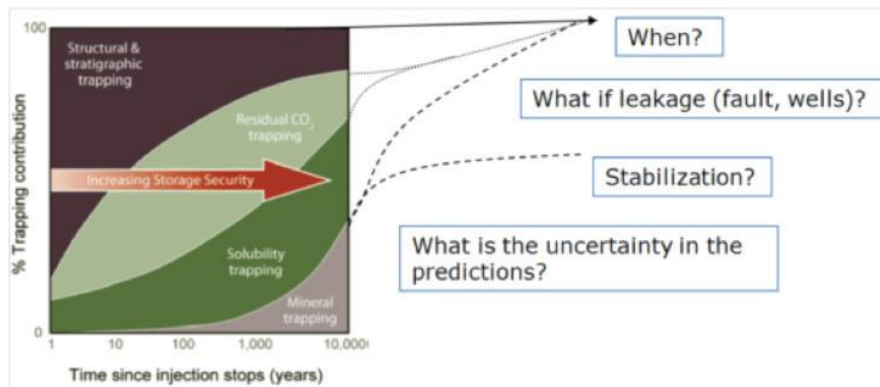 100
Structural &
stratigraphic
trapping
When?
What if leakage (fault, wells)?
Residual CO2
trapping
% Trapping contribution
Increasing Storage Security
Stabilization?
Solubility
trapping
What is the uncertainty in the
predictions?
Mineral
trapping
0
1 10 100 1,000 10,000
Time since injection stops (years)